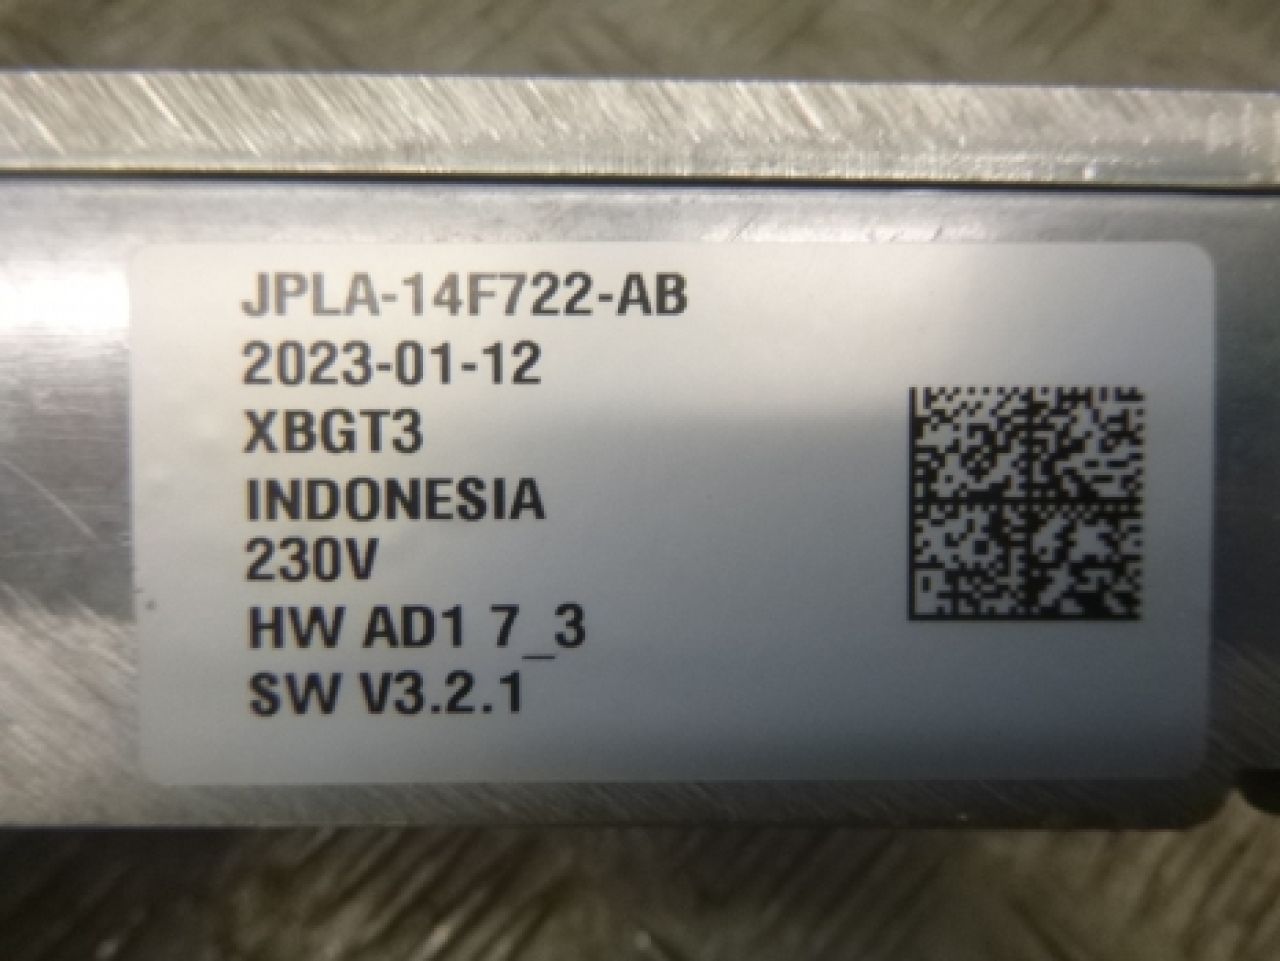 JPLA-14F722-AB
2023-01-12
XBGT3
INDONESIA
230V
HW AD1 7_3
SW V3.2.1